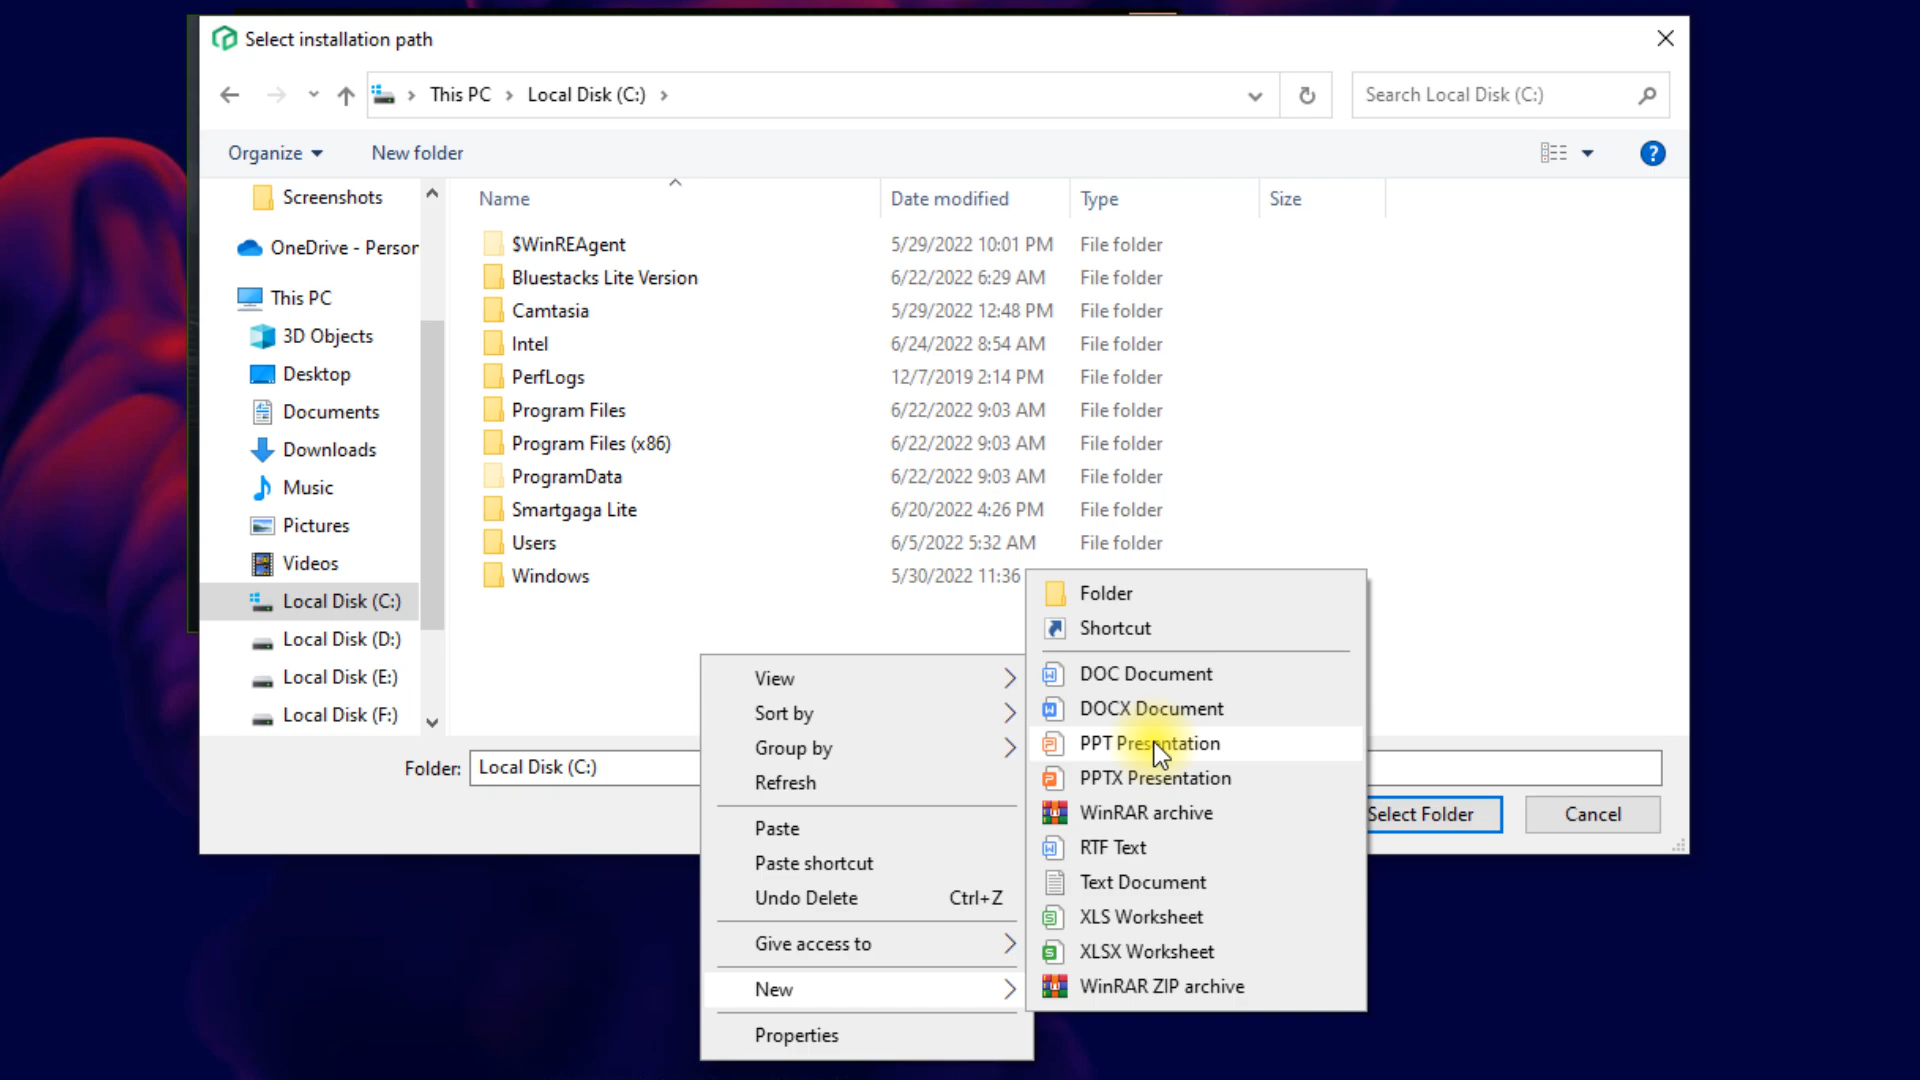 Select installation path
This PC
Local Disk (C:)
Search Local Disk (C:)
Organize
New folder
Screenshots
OneDrive - Person
This PC
3D Objects
Desktop
Documents
Downloads
Music
Pictures
Videos
Local Disk (C:)
Local Disk (D:)
Local Disk (E:)
Local Disk (F:)
Name Date modified Type Size
$WinREAgent 5/29/2022 10:01 PM File folder
Bluestacks Lite Version 6/22/2022 6:29 AM File folder
Camtasia 5/29/2022 12:48 PM File folder
Intel 6/24/2022 8:54 AM File folder
PerfLogs 12/7/2019 2:14 PM File folder
Program Files 6/22/2022 9:03 AM File folder
Program Files (x86) 6/22/2022 9:03 AM File folder
ProgramData 6/22/2022 9:03 AM File folder
Smartgaga Lite 6/20/2022 4:26 PM File folder
Users 6/5/2022 5:32 AM File folder
Windows 5/30/2022 11:36
Folder: Local Disk (C:)
Select Folder
Cancel
View
Sort by
Group by
Refresh
Paste
Paste shortcut
Undo Delete Ctrl+Z
Give access to
New
Properties
Folder
Shortcut
DOC Document
DOCX Document
PPT Presentation
PPTX Presentation
WinRAR archive
RTF Text
Text Document
XLS Worksheet
XLSX Worksheet
WinRAR ZIP archive